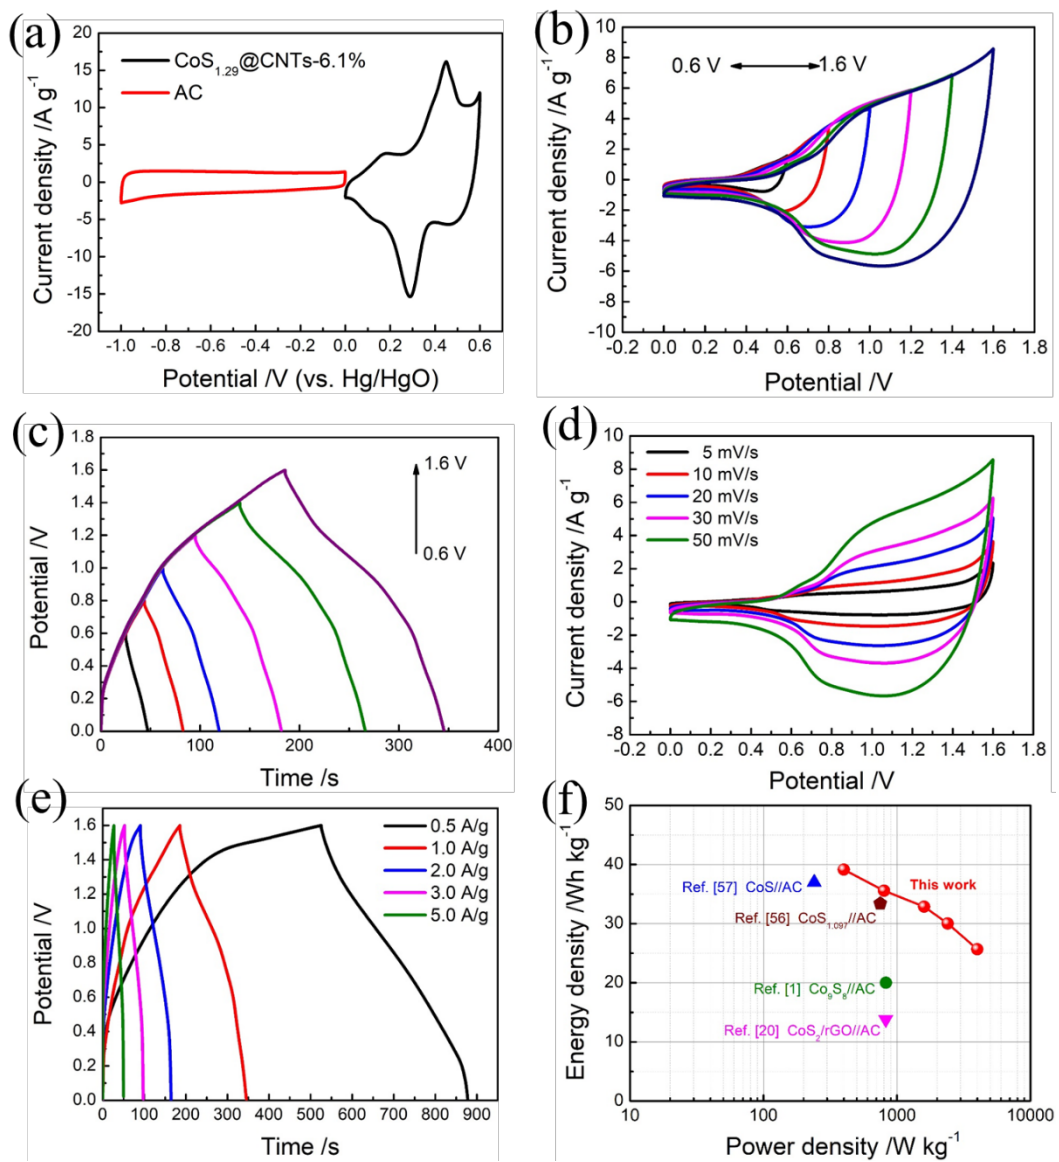 (a)
20
15
10
5
0
-5
-10
-15
-20
Current density /A g⁻¹
CoS₁.₂₉@CNTs-6.1%
AC
-1.0 -0.8 -0.6 -0.4 -0.2 0.0 0.2 0.4 0.6
Potential /V (vs. Hg/HgO)
(b)
10
8
6
4
2
0
-2
-4
-6
-8
-10
Current density /A g⁻¹
0.6 V 1.6 V
-0.2 0.0 0.2 0.4 0.6 0.8 1.0 1.2 1.4 1.6 1.8
Potential /V
(c)
1.8
1.6
1.4
1.2
1.0
0.8
0.6
0.4
0.2
0.0
Potential /V
1.6 V
0.6 V
0 100 200 300 400
Time /s
(d)
10
8
6
4
2
0
-2
-4
-6
-8
Current density /A g⁻¹
5 mV/s
10 mV/s
20 mV/s
30 mV/s
50 mV/s
-0.2 0.0 0.2 0.4 0.6 0.8 1.0 1.2 1.4 1.6 1.8
Potential /V
(e)
1.6
1.4
1.2
1.0
0.8
0.6
0.4
0.2
0.0
Potential /V
0.5 A/g
1.0 A/g
2.0 A/g
3.0 A/g
5.0 A/g
0 100 200 300 400 500 600 700 800 900
Time /s
(f)
50
40
30
20
10
0
Energy density /Wh kg⁻¹
Ref. [57] CoS//AC
This work
Ref. [56] CoS₁.₀₉₇//AC
Ref. [1] Co₉S₈//AC
Ref. [20] CoS₂/rGO//AC
10 100 1000 10000
Power density /W kg⁻¹